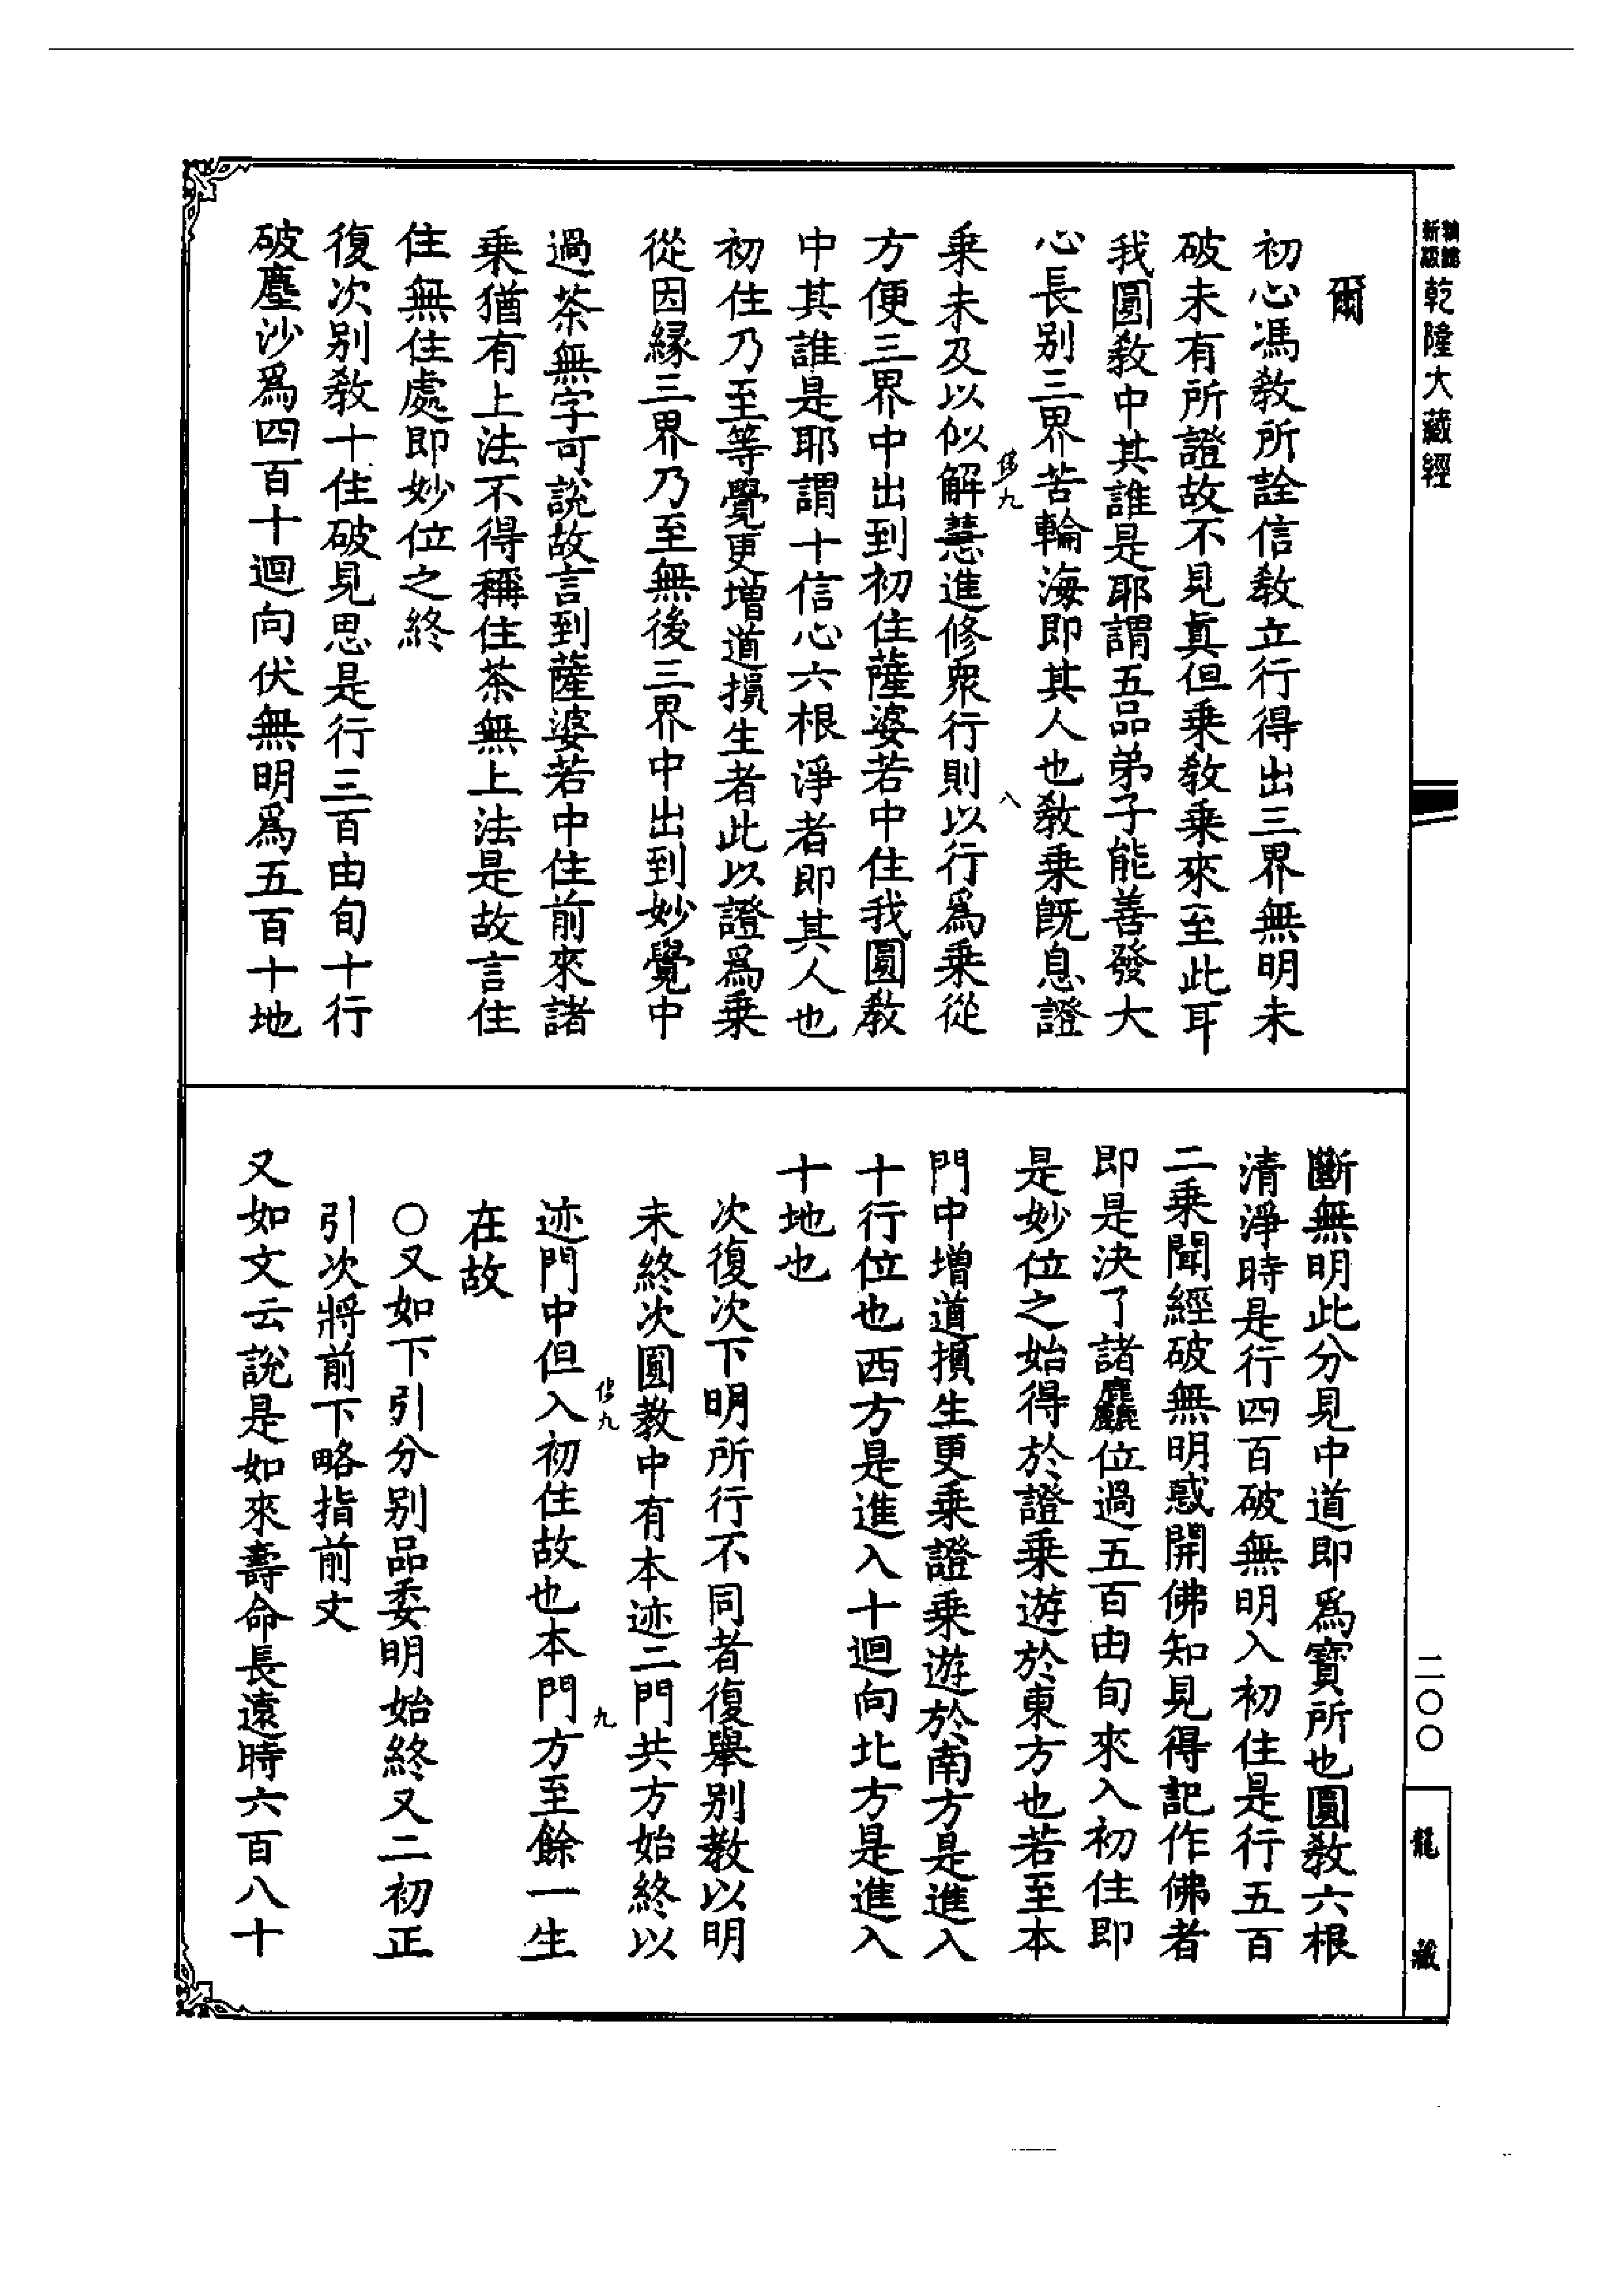 乾隆大藏經
爾
初心馮教所詮信教立行得出三界無明未
破未有所證故不見眞但乘教乘來至此耳
我圓教中其誰是耶謂五品弟子能善發大
心長別三界苦輪海即其人也教乘既息證
九
八
乘未及以似解慧進修衆行則以行爲乘從
方便三界中出到初住薩婆若中住我圓教
中其誰是耶謂十信心六根淨者即其人也
初住乃至等覺更增道損生者此以證爲乘
從因緣三界乃至無後三界中出到妙覺中
過茶無字可說故言到薩婆若中住前來諸
乘猶有上法不得稱住茶無上法是故言住
住無住處即妙位之終
復次別教十住破見思是行三百由旬十行
破塵沙爲四百十迴向伏無明爲五百十地
斷無明此分見中道即爲寶所也圓教六根
清淨時是行四百破無明入初住是行五百
二乘聞經破無明惑開佛知見得記作佛者
即是決了諸麤位過五百由旬來入初住即
是妙位之始得於證乘遊於東方也若至本
門中增道損生更乘證乘遊於南方是進入
十行位也西方是進入十迴向北方是進入
十地也
次復次下明所行不同者復舉別教以明
未終次圓教中有本迹二門共方始終以
九
九
迹門中但入初住故也本門方至餘一生
在故
○又如下引分別品委明始終又二初正
引次將前下略指前文
又如文云說是如來壽命長遠時六百八十
二〇〇
龍藏